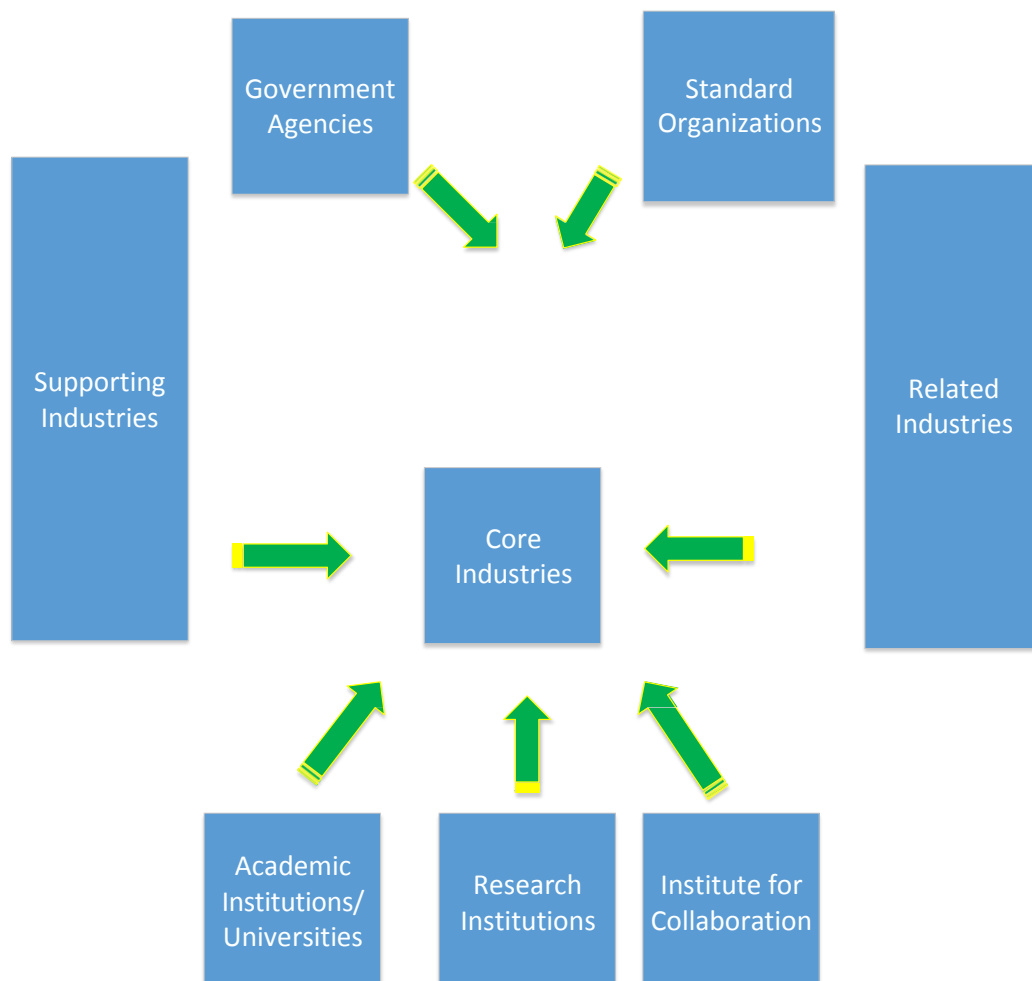 Government
Agencies
Standard
Organizations
Supporting
Industries
Related
Industries
Core
Industries
Academic
Institutions/
Universities
Research
Institutions
Institute for
Collaboration